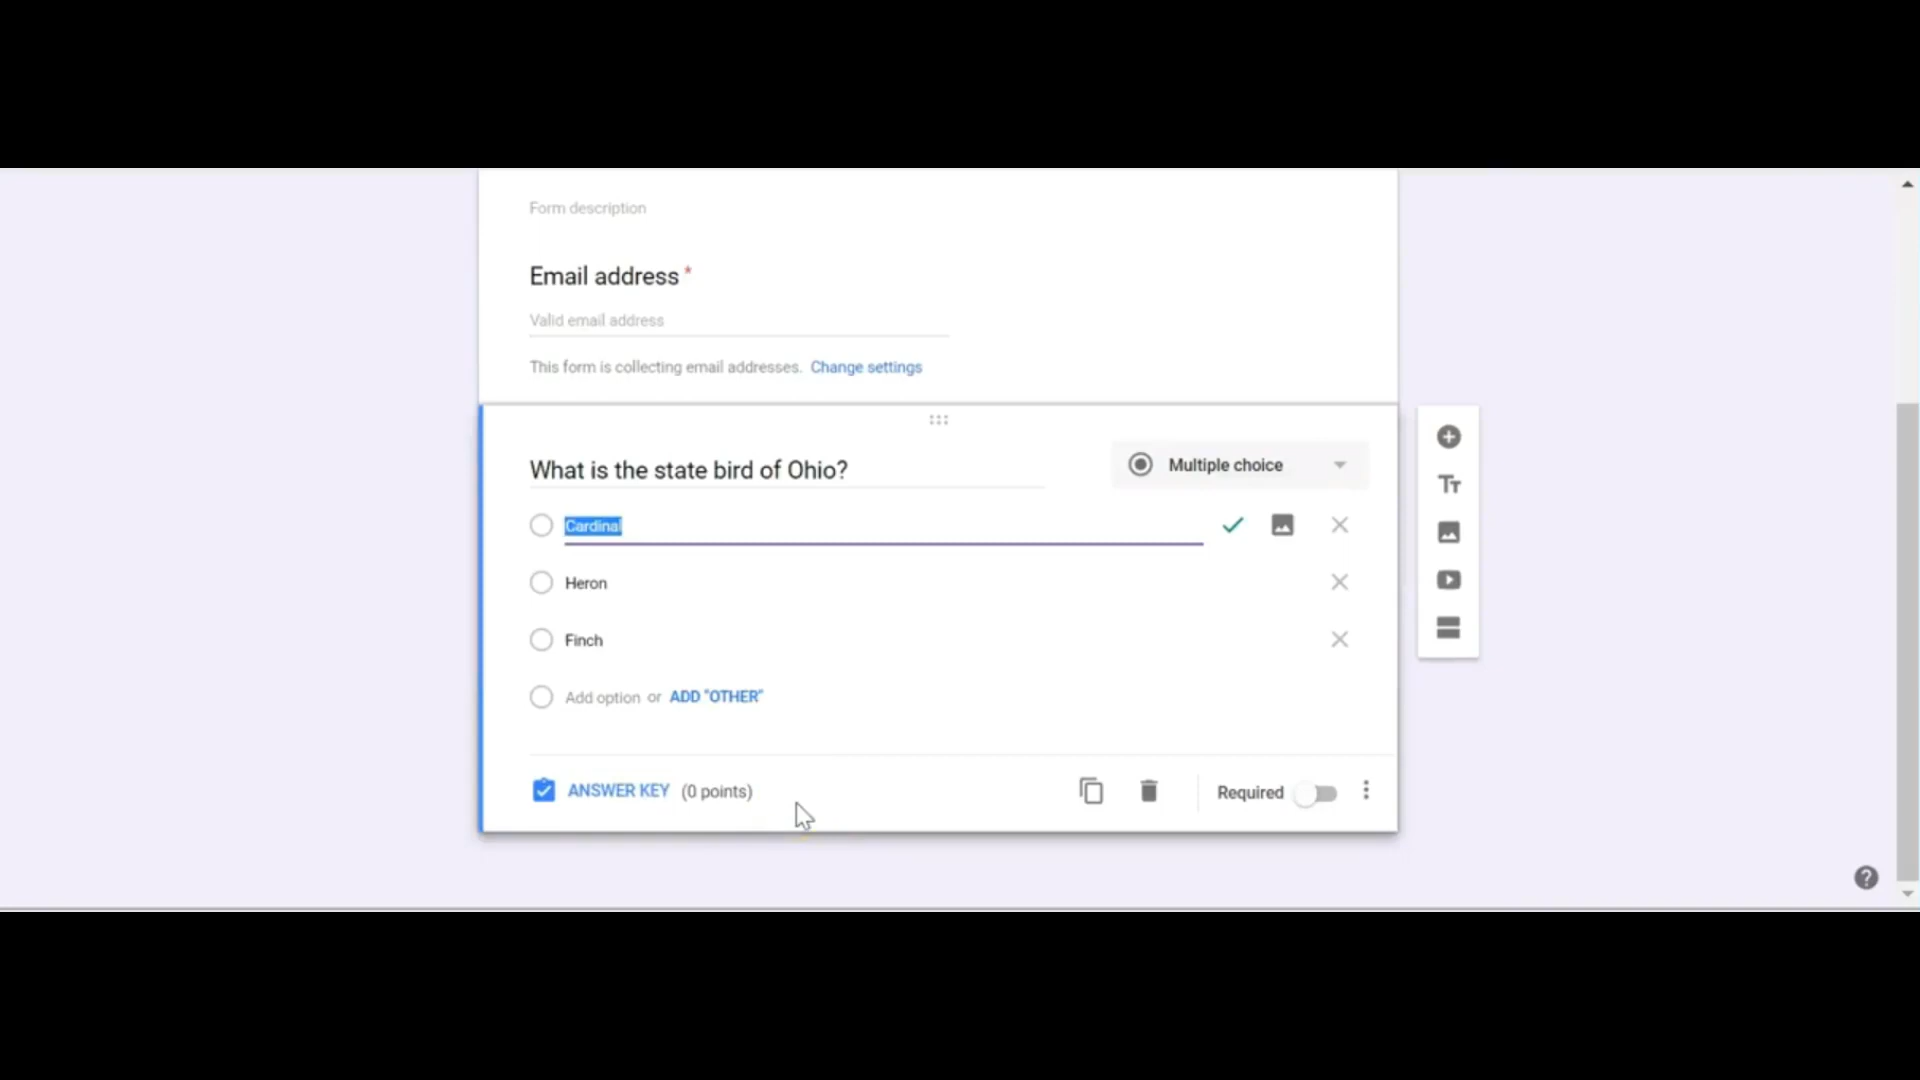 Form description
Email address *
Valid email address
This form is collecting email addresses. Change settings
What is the state bird of Ohio?
Multiple choice
Cardinal
Heron
Finch
Add option or ADD "OTHER"
ANSWER KEY (0 points)
Required